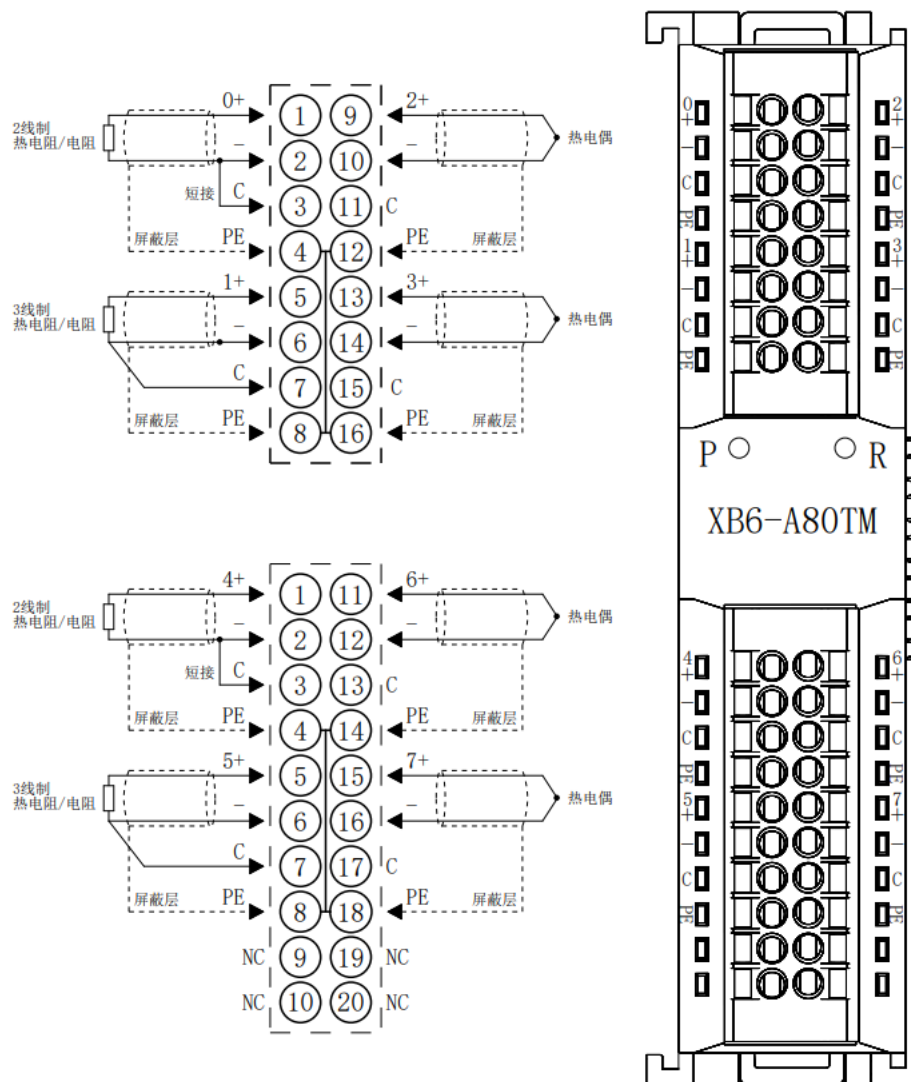 0+ 1 9 2+
2线制
热电阻/电阻
- 2 10 -
热电偶
短接 C 3 11 C
屏蔽层 PE 4 12 PE 屏蔽层
1+ 5 13 3+
3线制
热电阻/电阻
- 6 14 -
热电偶
C 7 15 C
屏蔽层 PE 8 16 PE 屏蔽层
4+ 1 11 6+
2线制
热电阻/电阻
- 2 12 -
热电偶
短接 C 3 13 C
屏蔽层 PE 4 14 PE 屏蔽层
5+ 5 15 7+
3线制
热电阻/电阻
- 6 16 -
热电偶
C 7 17 C
屏蔽层 PE 8 18 PE 屏蔽层
NC 9 19 NC
NC 10 20 NC
0+ 2+
- -
C C
PE PE
1+ 3+
- -
C C
PE PE
P R
XB6-A80TM
4+ 6+
- -
C C
PE PE
5+ 7+
- -
C C
PE PE